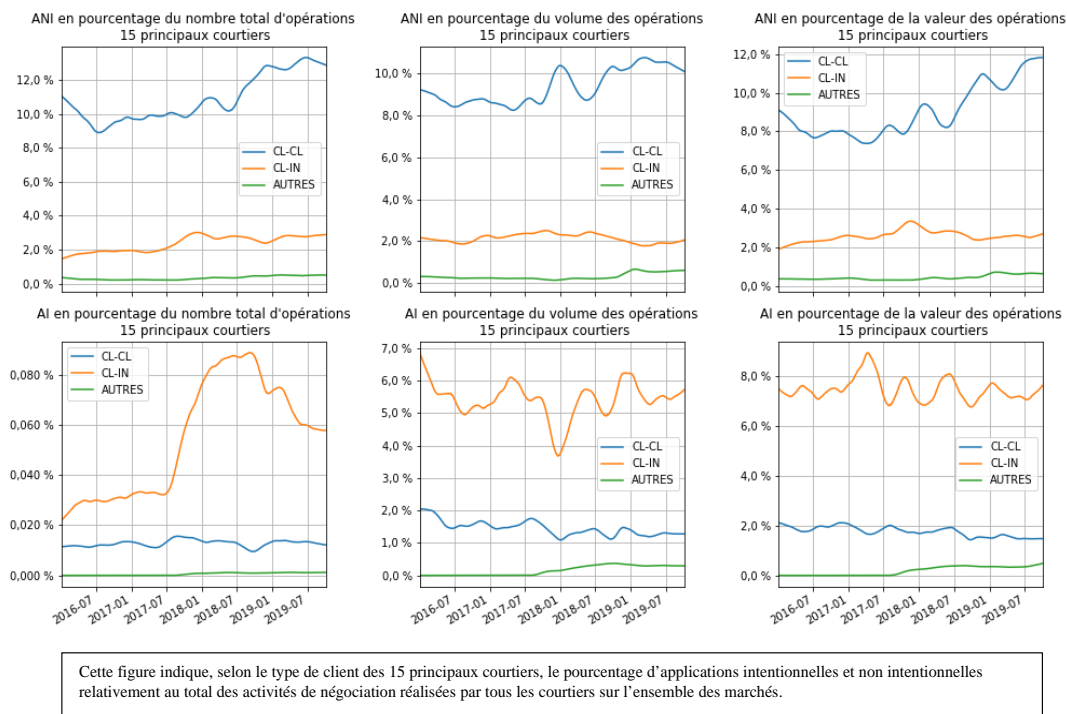 ANI en pourcentage du nombre total d'opérations
15 principaux courtiers
12,0 %
10,0 %
8,0 %
6,0 %
4,0 %
2,0 %
0,0 %
CL-CL
CL-IN
AUTRES
ANI en pourcentage du volume des opérations
15 principaux courtiers
10,0 %
8,0 %
6,0 %
4,0 %
2,0 %
0,0 %
CL-CL
CL-IN
AUTRES
ANI en pourcentage de la valeur des opérations
15 principaux courtiers
12,0 %
10,0 %
8,0 %
6,0 %
4,0 %
2,0 %
0,0 %
CL-CL
CL-IN
AUTRES
AI en pourcentage du nombre total d'opérations
15 principaux courtiers
0,080 %
0,060 %
0,040 %
0,020 %
0,000 %
CL-CL
CL-IN
AUTRES
2016-07
2017-01
2017-07
2018-01
2018-07
2019-01
2019-07
AI en pourcentage du volume des opérations
15 principaux courtiers
7,0 %
6,0 %
5,0 %
4,0 %
3,0 %
2,0 %
1,0 %
0,0 %
CL-CL
CL-IN
AUTRES
2016-07
2017-01
2017-07
2018-01
2018-07
2019-01
2019-07
AI en pourcentage de la valeur des opérations
15 principaux courtiers
8,0 %
6,0 %
4,0 %
2,0 %
0,0 %
CL-CL
CL-IN
AUTRES
2016-07
2017-01
2017-07
2018-01
2018-07
2019-01
2019-07
Cette figure indique, selon le type de client des 15 principaux courtiers, le pourcentage d’applications intentionnelles et non intentionnelles
relativement au total des activités de négociation réalisées par tous les courtiers sur l’ensemble des marchés.